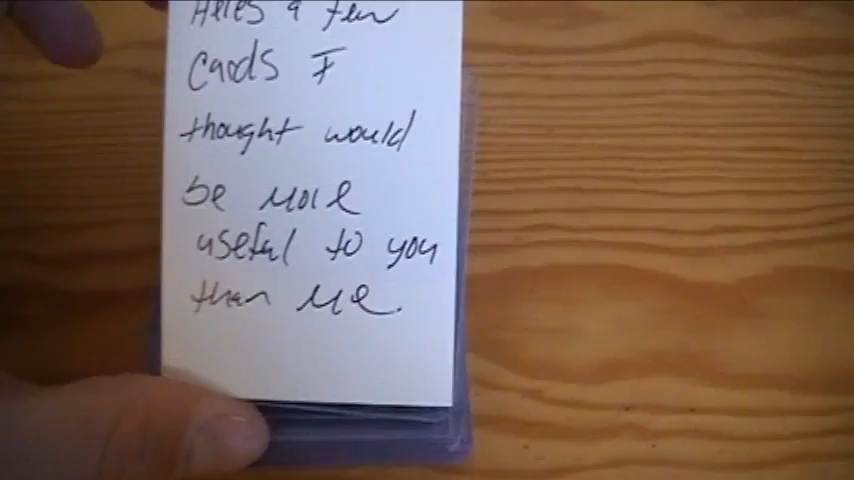 Heres a few
cards I
thought would
be more
useful to you
than me.